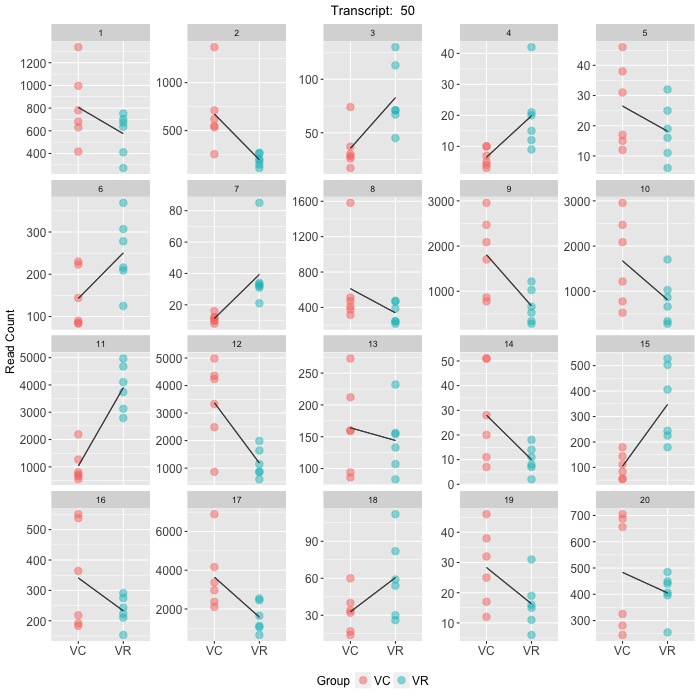 Transcript: 50
Read Count
1 2 3 4 5
1200 1000 800 600 400
1000 500
100 50
40 30 20 10
40 30 20 10
6 7 8 9 10
300 200 100
80 60 40 20
1600 1200 800 400
3000 2000 1000
3000 2000 1000
11 12 13 14 15
5000 4000 3000 2000 1000
5000 4000 3000 2000 1000
250 200 150 100
50 40 30 20 10 0
500 400 300 200 100
16 17 18 19 20
500 400 300 200
6000 4000 2000
90 60 30
40 30 20 10
700 600 500 400 300
VC VR VC VR VC VR VC VR VC VR
Group VC VR